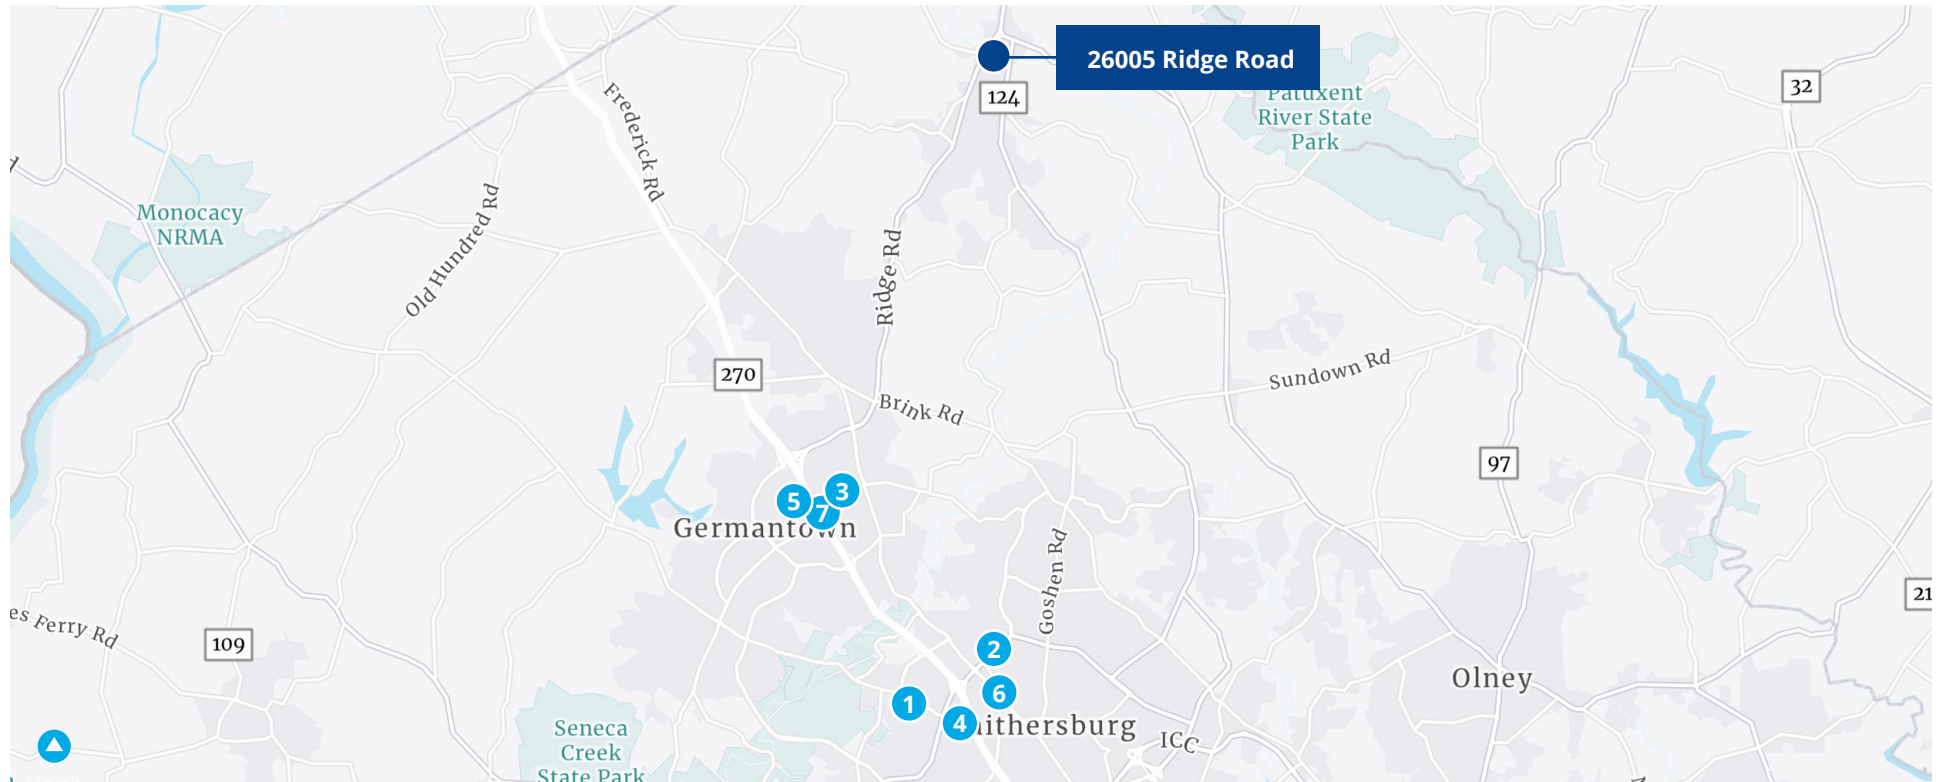 26005 Ridge Road
124
32
Patuxent
River State
Park
Frederick Rd
Monocacy
NRMA
Old Hundred Rd
Ridge Rd
270
Sundown Rd
Brink Rd
97
5
3
7
Germantown
Goshen Rd
es Ferry Rd
109
21
2
Olney
6
1
4
ithersburg
ICC
Seneca
Creek
State Park